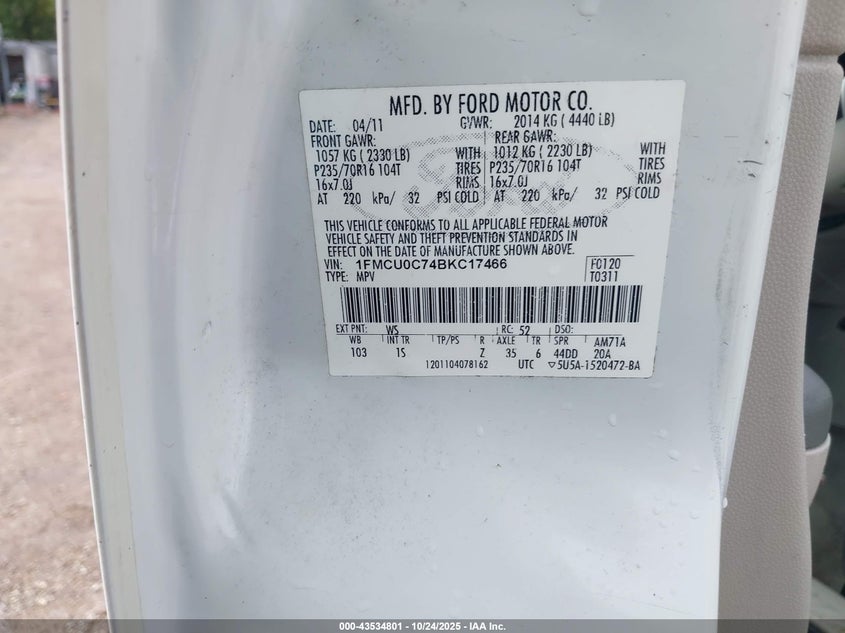 MFD. BY FORD MOTOR CO.
DATE: 04/11 GVWR: 2014 KG ( 4440 LB)
FRONT GAWR: REAR GAWR:
1057 KG ( 2330 LB) WITH 1012 KG ( 2230 LB) WITH
P235/70R16 104T TIRES P235/70R16 104T TIRES
16x7.0J RIMS 16x7.0J RIMS
AT 220 kPa/ 32 PSI COLD AT 220 kPa/ 32 PSI COLD
THIS VEHICLE CONFORMS TO ALL APPLICABLE FEDERAL MOTOR
VEHICLE SAFETY AND THEFT PREVENTION STANDARDS IN
EFFECT ON THE DATE OF MANUFACTURE SHOWN ABOVE.
VIN: 1FMCU0C74BKC17466 F0120
TYPE: MPV T0311
EXT PNT: WS RC: 52 DSO:
WB INT TR TP/PS R AXLE TR SPR AM71A
103 1S Z 35 6 44DD 20A
1201104078162 UTC ▽5U5A-1520472-BA
000-43534801 - 10/24/2025 - IAA Inc.